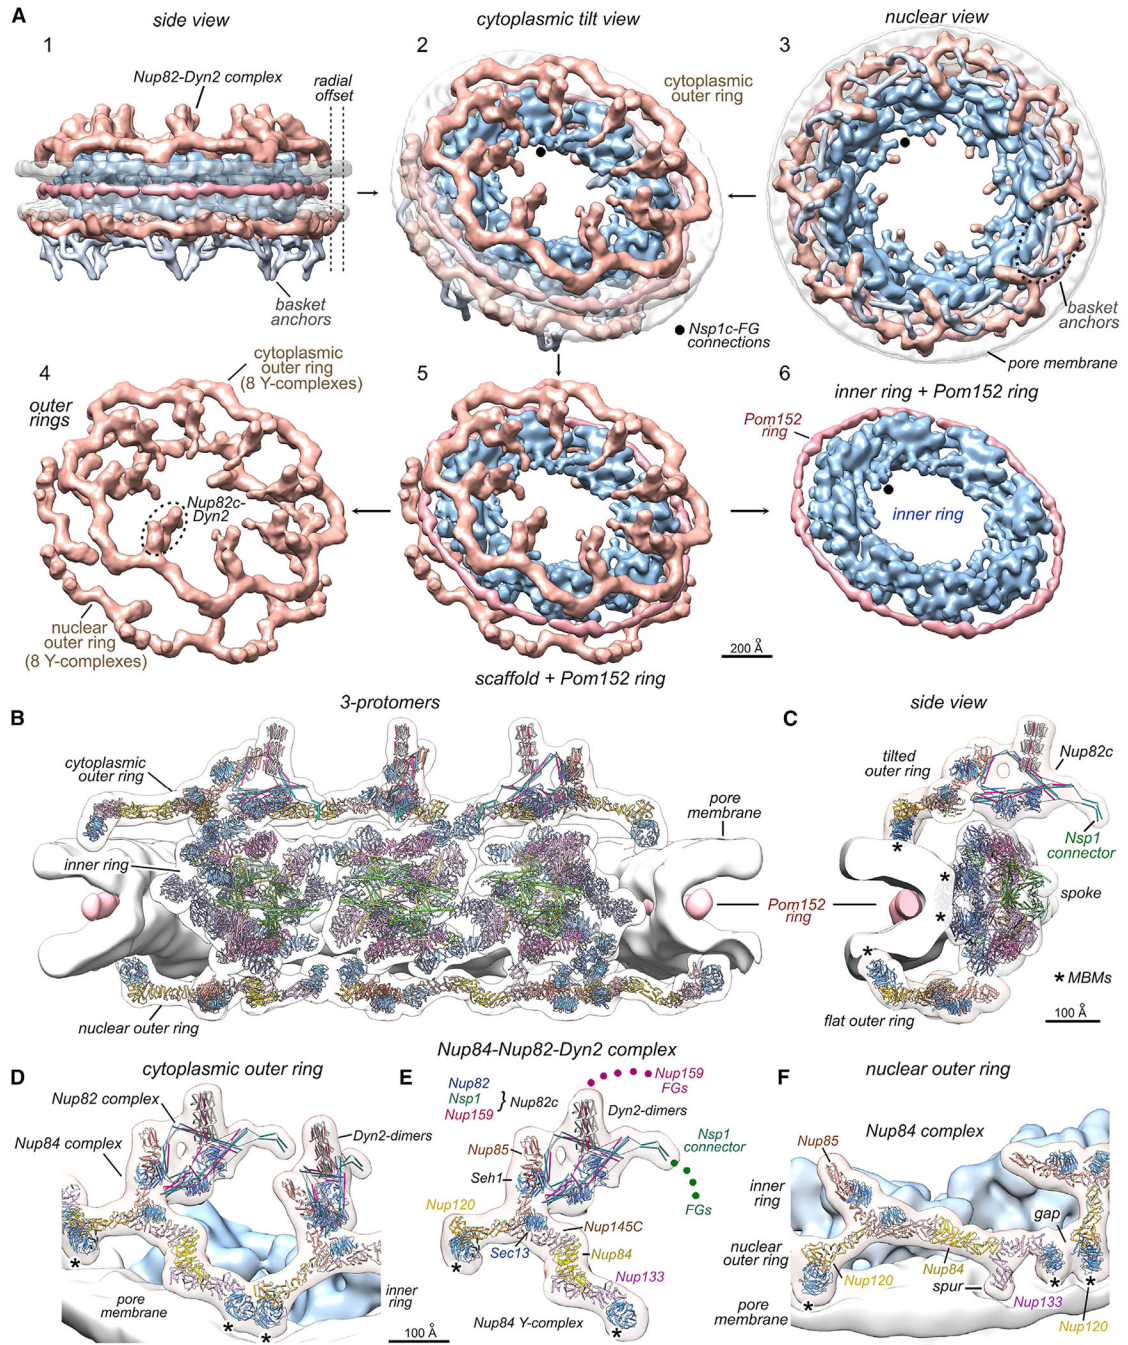 A
side view
cytoplasmic tilt view
nuclear view
1
2
3
Nup82-Dyn2 complex
radial
offset
cytoplasmic
outer ring
basket
anchors
Nsp1c-FG
connections
basket
anchors
pore membrane
4
5
6
cytoplasmic
outer ring
(8 Y-complexes)
outer
rings
Nup82c-
Dyn2
nuclear
outer ring
(8 Y-complexes)
inner ring + Pom152 ring
Pom152
ring
inner ring
200 Å
scaffold + Pom152 ring
B
3-protomers
cytoplasmic
outer ring
inner ring
nuclear outer ring
pore
membrane
Pom152
ring
C
side view
tilted
outer ring
Nup82c
Nsp1
connector
spoke
* MBMs
flat outer ring
100 Å
D
cytoplasmic outer ring
Nup82 complex
Nup84 complex
Dyn2-dimers
pore
membrane
inner
ring
* * *
100 Å
E
Nup84-Nup82-Dyn2 complex
Nup82
Nsp1
Nup159
} Nup82c
Nup159
FGs
Dyn2-dimers
Nup85
Nsp1
connector
Seh1
FGs
Nup120
Nup145C
Sec13
Nup84
Nup133
Nup84 Y-complex
* *
F
nuclear outer ring
Nup85
Nup84 complex
inner
ring
gap
nuclear
outer ring
Nup120
Nup84
spur
Nup133
pore
membrane
Nup120
* * *